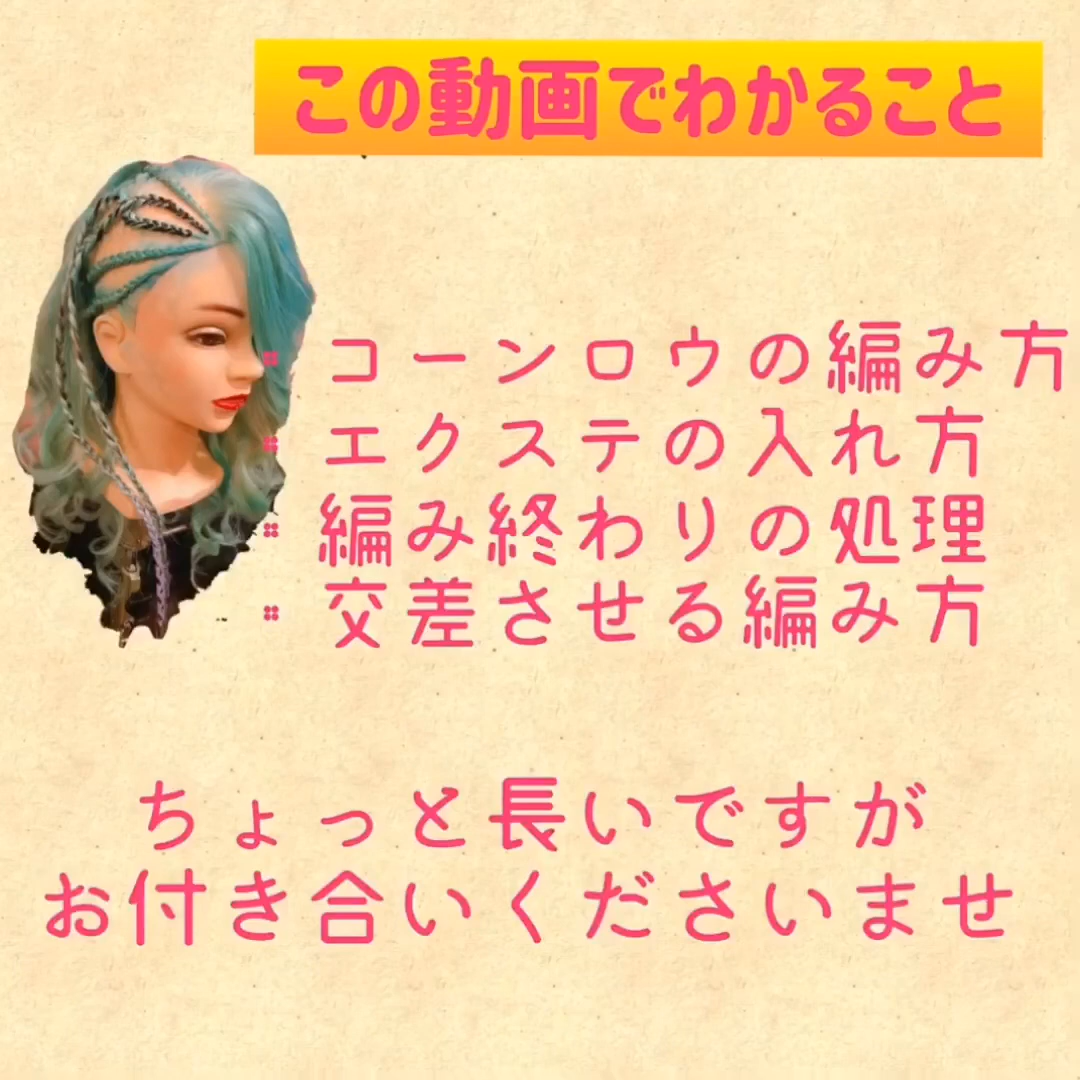 この動画でわかること
コーンロウの編み方
エクステの入れ方
編み終わりの処理
交差させる編み方
ちょっと長いですが
お付き合いくださいませ